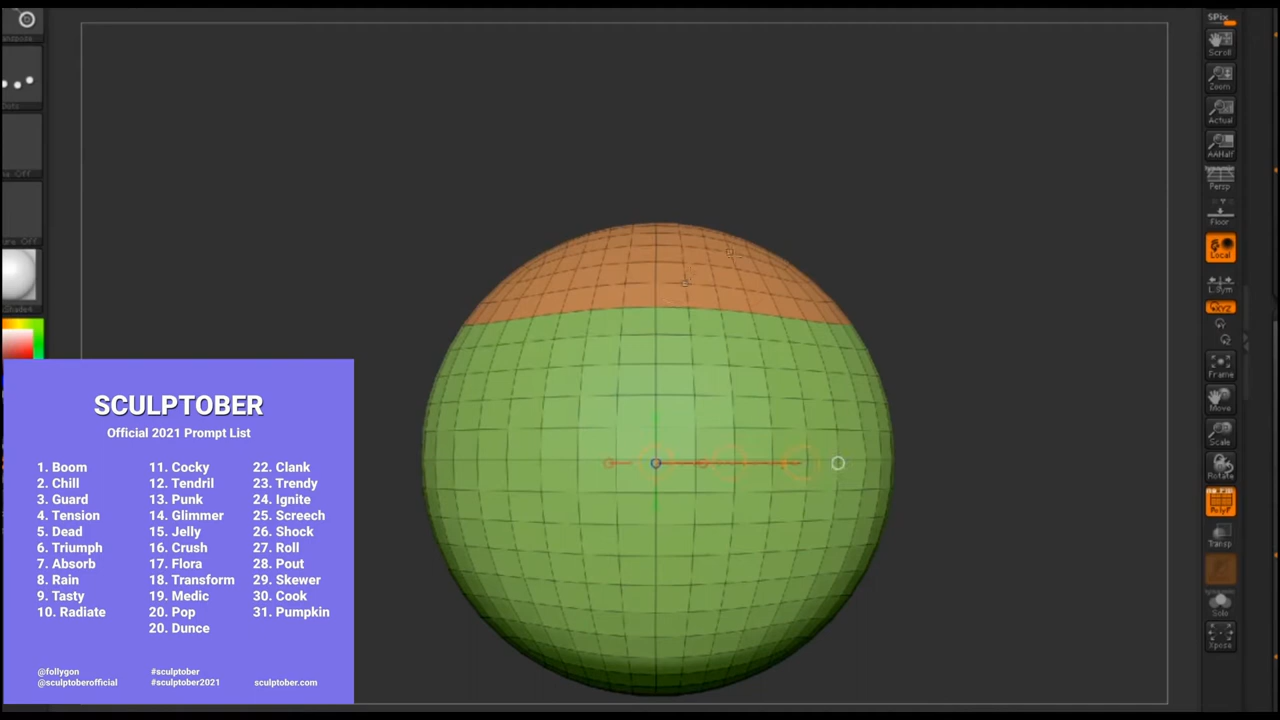 SPix
Scroll
Zoom
Actual
AAHalf
Persp
Floor
Local
L.Sym
XYZ
Frame
Move
Scale
Rotate
PolyF
Transp
Solo
Xpose
Dots
SCULPTOBER
Official 2021 Prompt List
1. Boom
2. Chill
3. Guard
4. Tension
5. Dead
6. Triumph
7. Absorb
8. Rain
9. Tasty
10. Radiate
11. Cocky
12. Tendril
13. Punk
14. Glimmer
15. Jelly
16. Crush
17. Flora
18. Transform
19. Medic
20. Pop
20. Dunce
22. Clank
23. Trendy
24. Ignite
25. Screech
26. Shock
27. Roll
28. Pout
29. Skewer
30. Cook
31. Pumpkin
@follygon
@sculptoberofficial
#sculptober
#sculptober2021
sculptober.com